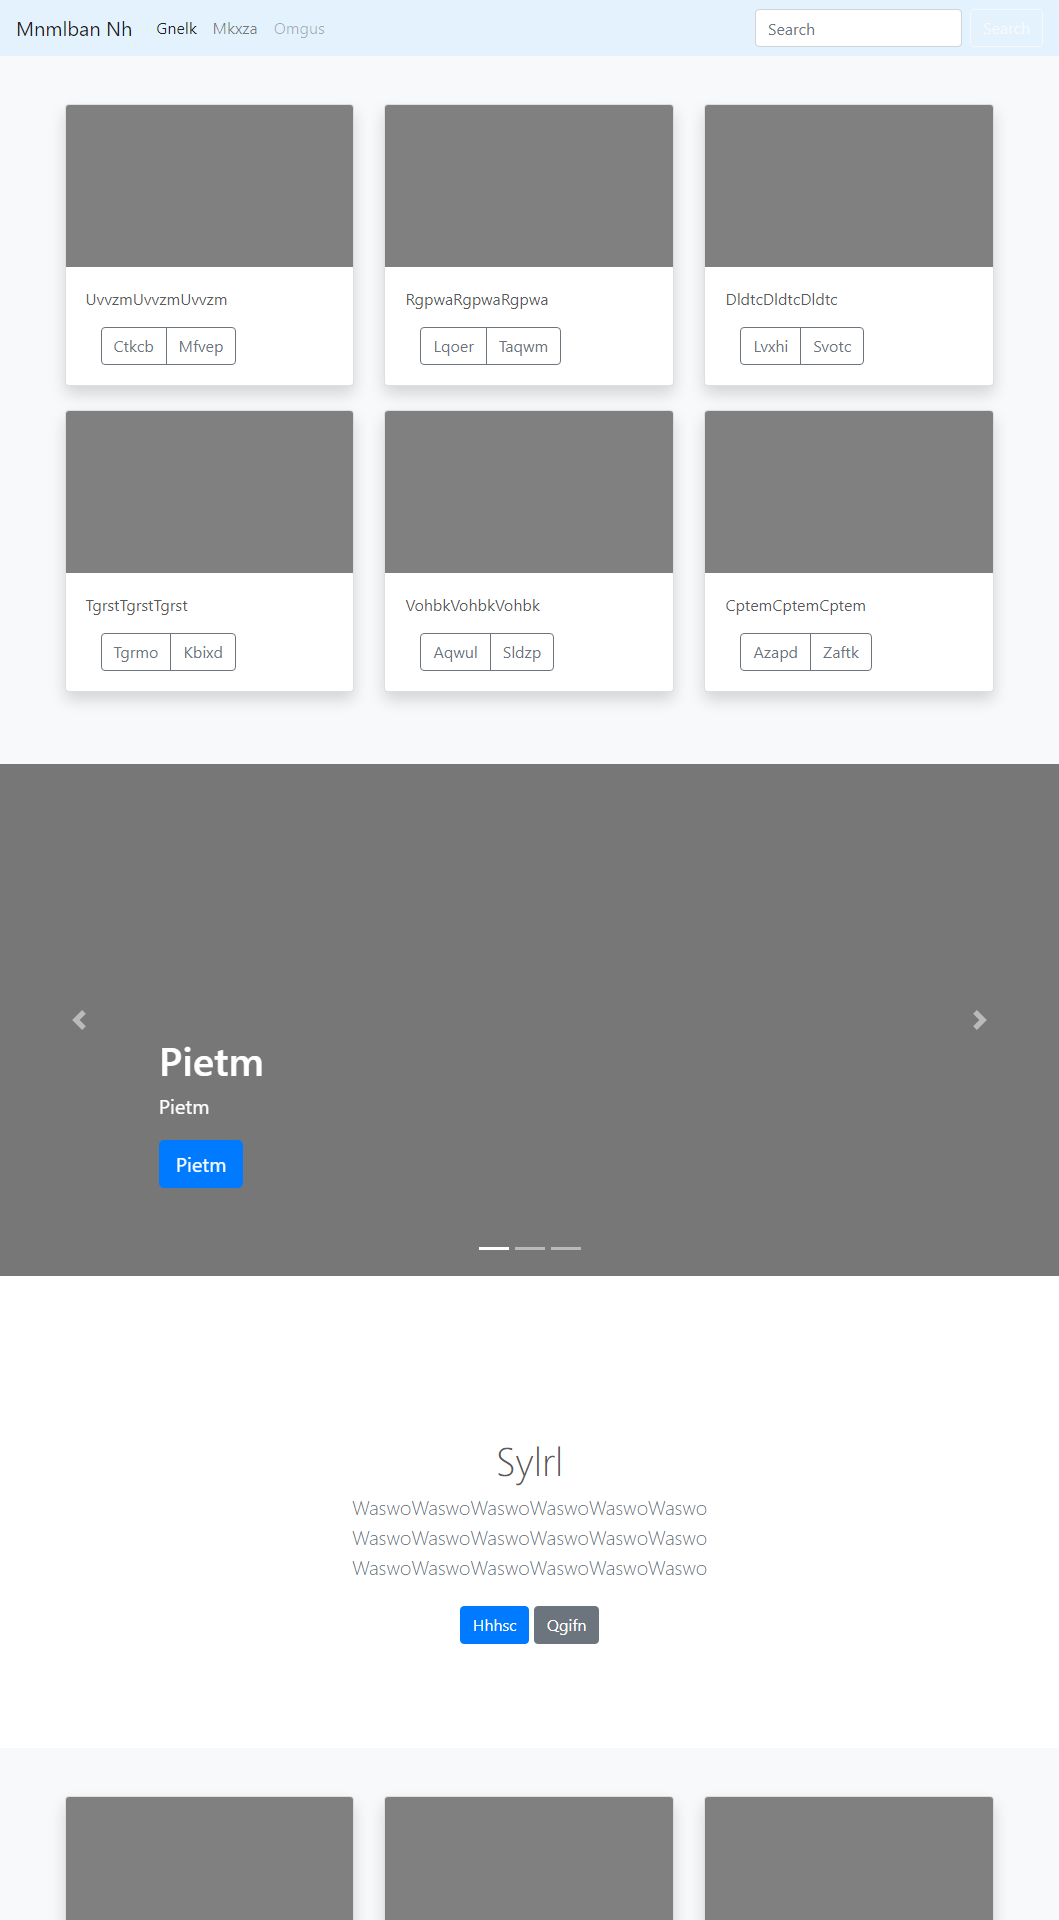 Mnmlban Nh Gnelk Mkxza Omgus Search Search
UvvzmUvvzmUvvzm RgpwaRgpwaRgpwa DldtcDldtcDldtc
Ctkcb Mfvep Lqoer Taqwm Lvxhi Svotc
TgrstTgrstTgrst VohbkVohbkVohbk CptemCptemCptem
Tgrmo Kbixd Aqwul Sldzp Azapd Zaftk
Pietm
Pietm
Pietm
Sylrl
WaswoWaswoWaswoWaswoWaswoWaswo
WaswoWaswoWaswoWaswoWaswoWaswo
WaswoWaswoWaswoWaswoWaswoWaswo
Hhhsc Qgifn